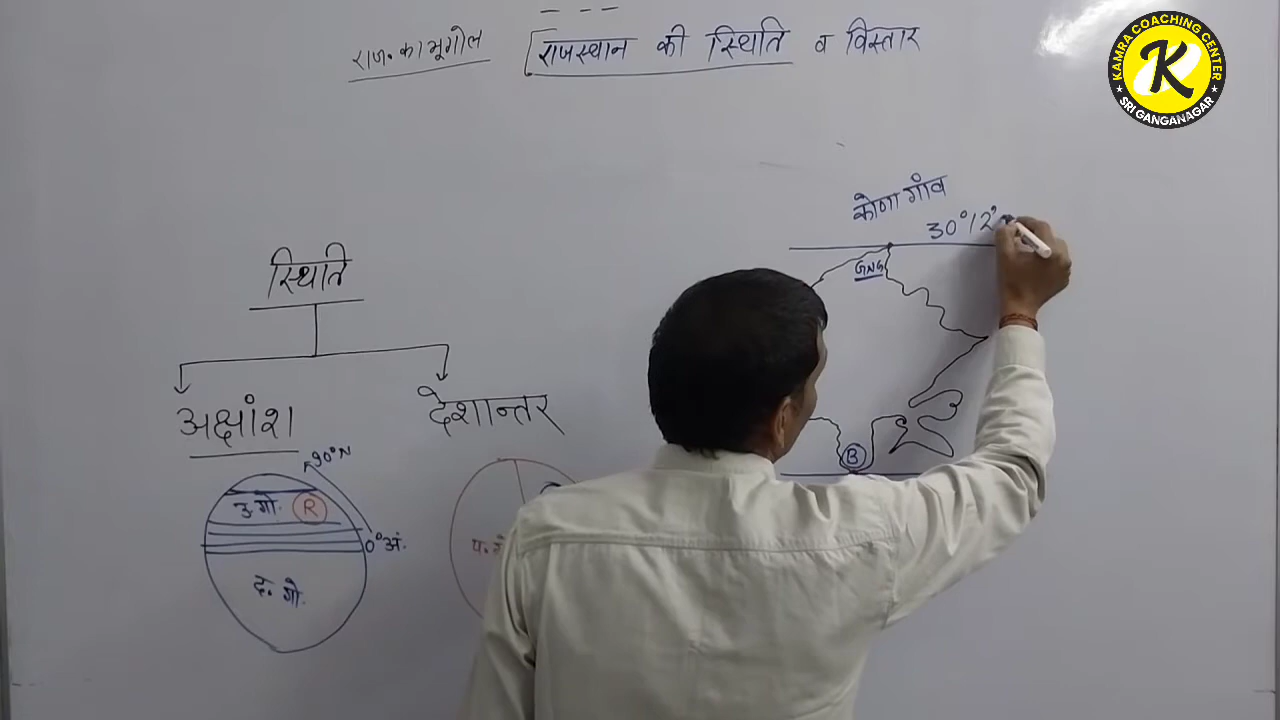 राज. का भूगोल राजस्थान की स्थिति व विस्तार
KAMRA COACHING CENTER
K
SRI GANGANAGAR
कोणा गांव
30°12'
GNG
स्थिति
अक्षांश देशान्तर
90°N
उ. गो. R
0° अं.
द. गो.
B